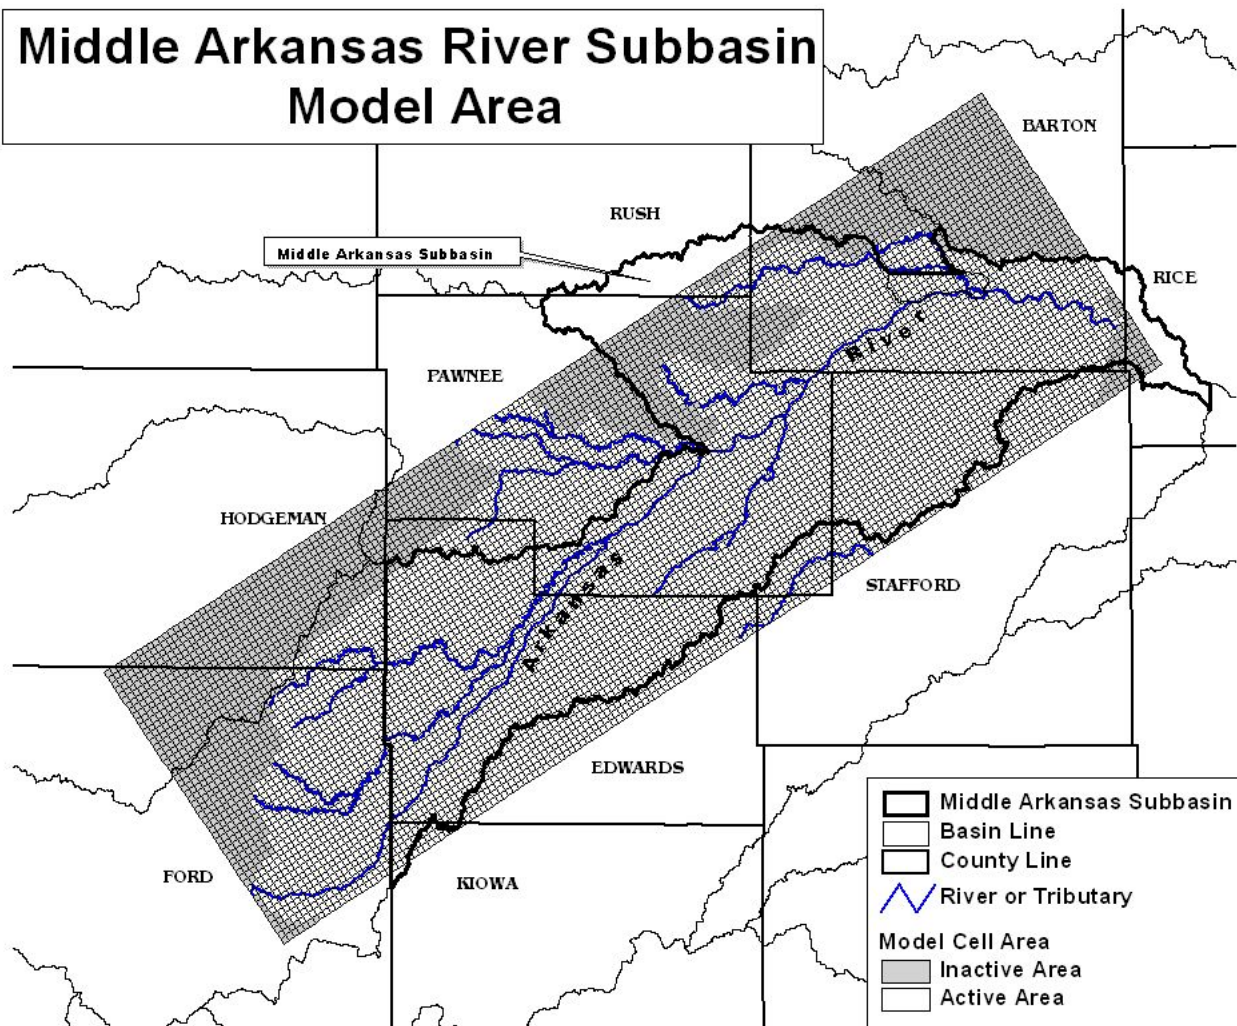 Middle Arkansas River Subbasin
Model Area
BARTON
RUSH
Middle Arkansas Subbasin
RICE
River
PAWNEE
HODGEMAN
Arkansas
STAFFORD
EDWARDS
FORD
KIOWA
Middle Arkansas Subbasin
Basin Line
County Line
River or Tributary
Model Cell Area
Inactive Area
Active Area